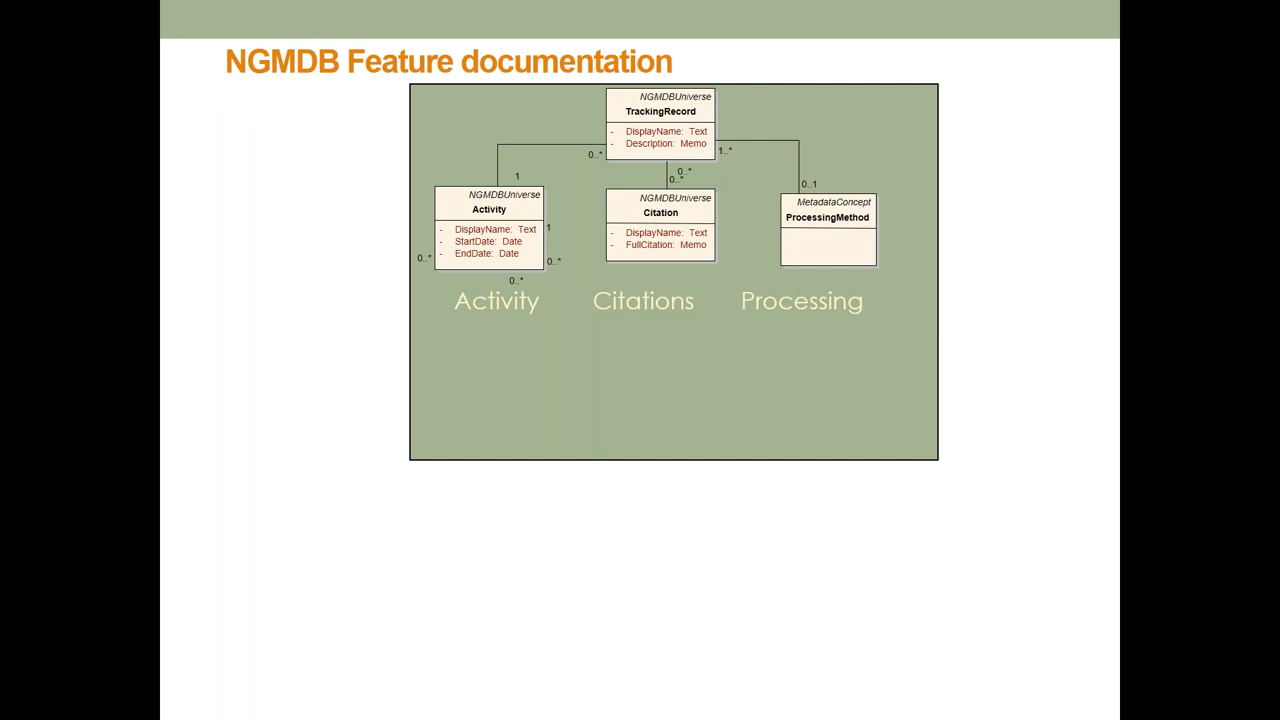 NGMDB Feature documentation
NGMDBUniverse
TrackingRecord
- DisplayName: Text
- Description: Memo
0..*
1..*
0..*
0..*
1
0..1
NGMDBUniverse
Activity
- DisplayName: Text
- StartDate: Date
- EndDate: Date
1
0..*
0..*
0..*
NGMDBUniverse
Citation
- DisplayName: Text
- FullCitation: Memo
MetadataConcept
ProcessingMethod
Activity
Citations
Processing